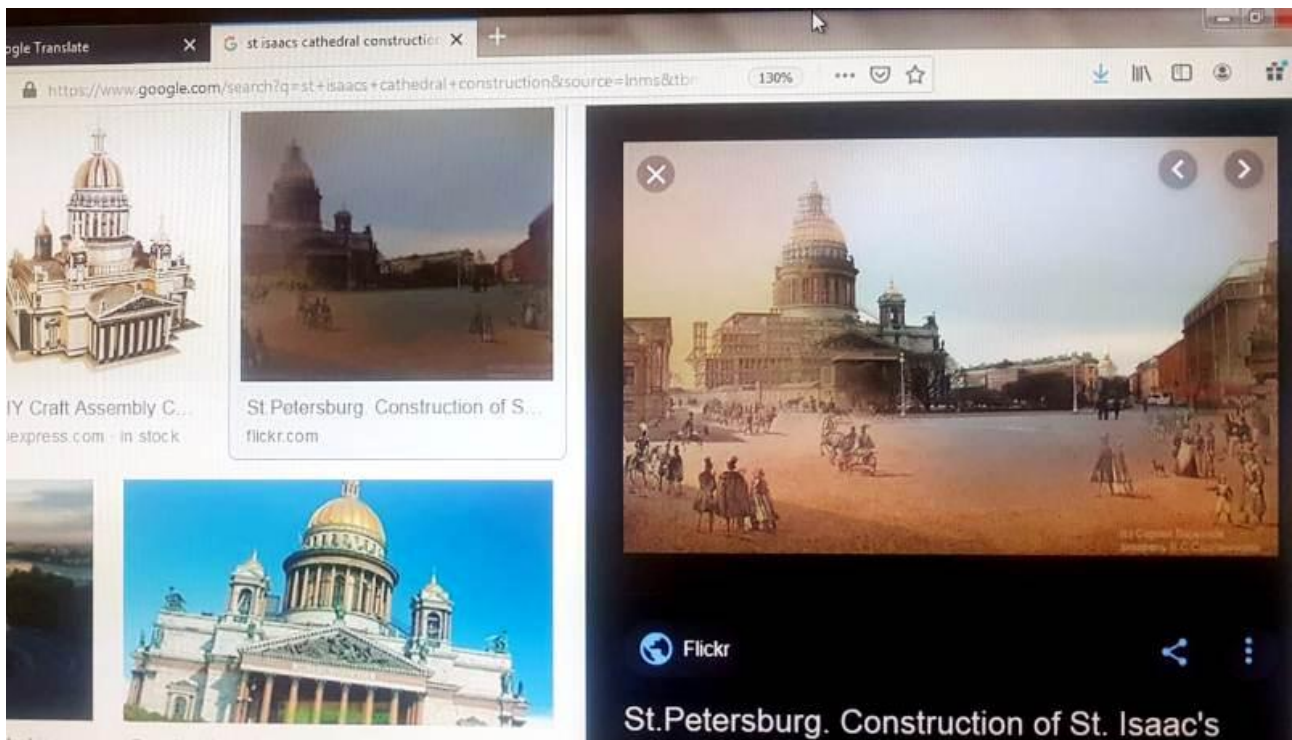 ogle Translate
st isaacs cathedral constructio
https://www.google.com/search?q=st+isaacs+cathedral+construction&source=lnms&tb
130%
IY Craft Assembly C...
express.com · In stock
St.Petersburg. Construction of S...
flickr.com
Flickr
St.Petersburg. Construction of St. Isaac's